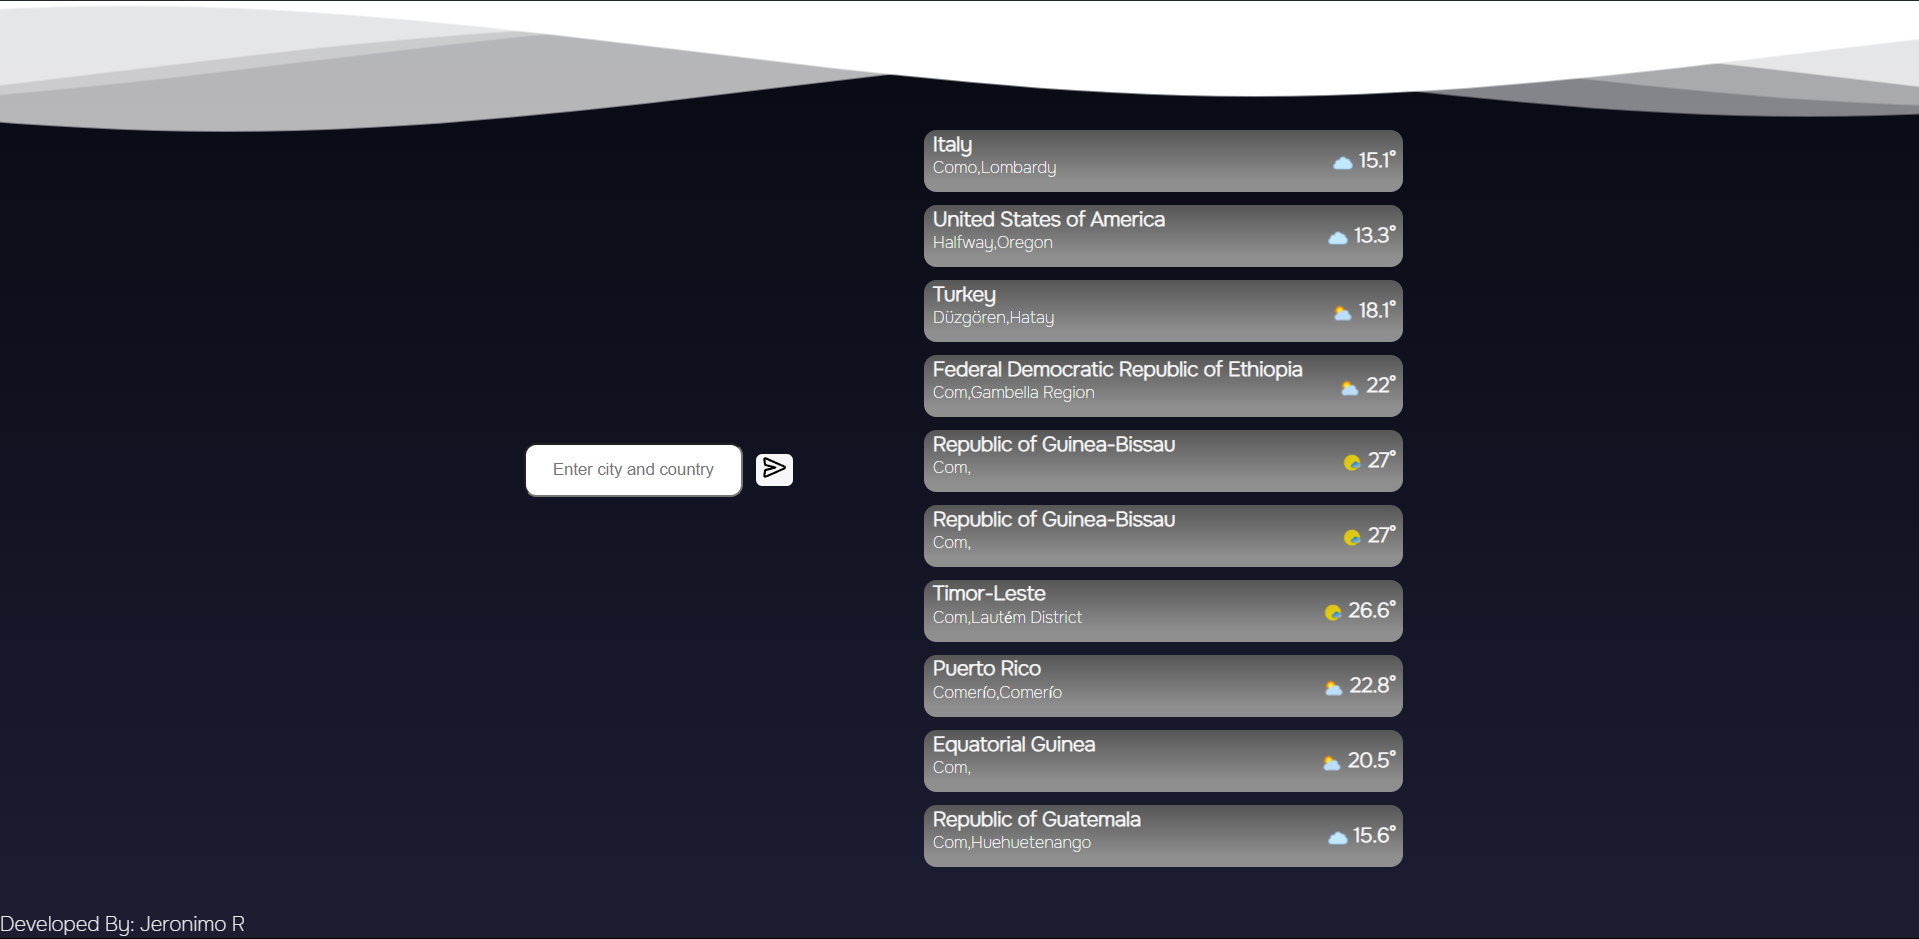 Italy
Como,Lombardy
15.1°
United States of America
Halfway,Oregon
13.3°
Turkey
Düzgören,Hatay
18.1°
Federal Democratic Republic of Ethiopia
Com,Gambella Region
22°
Republic of Guinea-Bissau
Com,
27°
Enter city and country
Republic of Guinea-Bissau
Com,
27°
Timor-Leste
Com,Lautém District
26.6°
Puerto Rico
Comerío,Comerío
22.8°
Equatorial Guinea
Com,
20.5°
Republic of Guatemala
Com,Huehuetenango
15.6°
Developed By: Jeronimo R